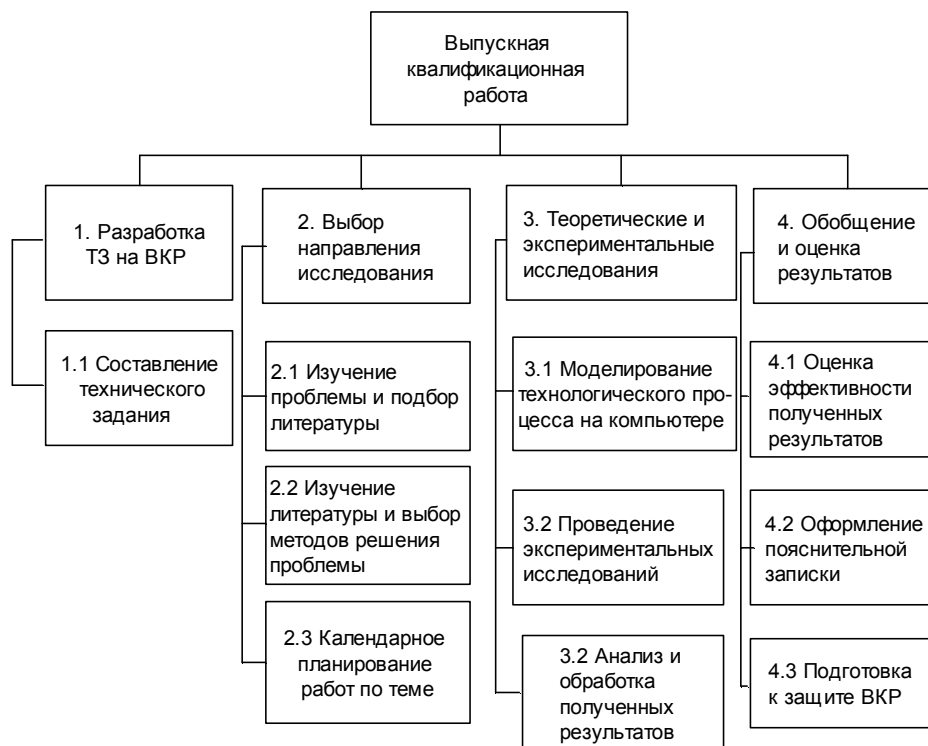 Выпускная
квалификационная
работа
1. Разработка
ТЗ на ВКР
2. Выбор
направления
исследования
3. Теоретические и
экспериментальные
исследования
4. Обобщение
и оценка
результатов
1.1 Составление
технического
задания
2.1 Изучение
проблемы и подбор
литературы
2.2 Изучение
литературы и выбор
методов решения
проблемы
2.3 Календарное
планирование
работ по теме
3.1 Моделирование
технологического про-
цесса на компьютере
3.2 Проведение
экспериментальных
исследований
3.2 Анализ и
обработка
полученных
результатов
4.1 Оценка
эффективности
полученных
результатов
4.2 Оформление
пояснительной
записки
4.3 Подготовка
к защите ВКР